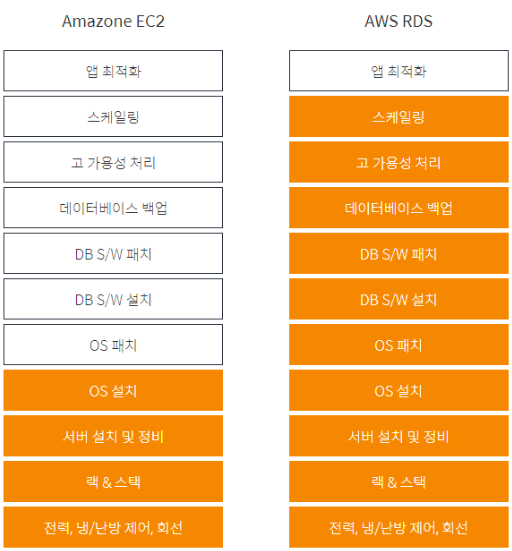 Amazone EC2
앱 최적화
스케일링
고 가용성 처리
데이터베이스 백업
DB S/W 패치
DB S/W 설치
OS 패치
OS 설치
서버 설치 및 정비
랙 & 스택
전력, 냉/난방 제어, 회선
AWS RDS
앱 최적화
스케일링
고 가용성 처리
데이터베이스 백업
DB S/W 패치
DB S/W 설치
OS 패치
OS 설치
서버 설치 및 정비
랙 & 스택
전력, 냉/난방 제어, 회선